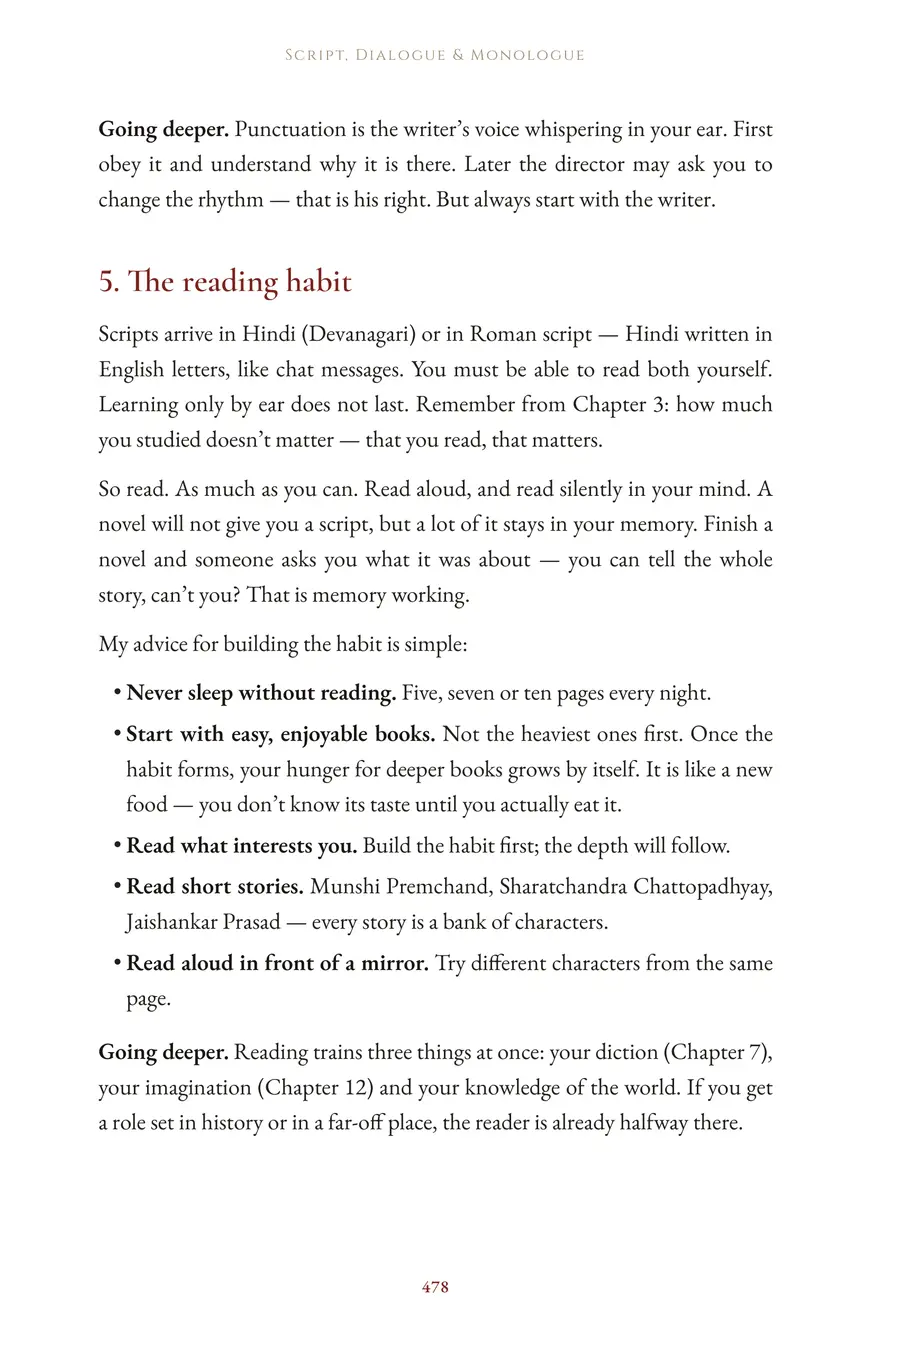 Script, Dialogue & Monologue
Going deeper. Punctuation is the writer’s voice whispering in your ear. First
obey it and understand why it is there. Later the director may ask you to
change the rhythm — that is his right. But always start with the writer.
5. The reading habit
Scripts arrive in Hindi (Devanagari) or in Roman script — Hindi written in
English letters, like chat messages. You must be able to read both yourself.
Learning only by ear does not last. Remember from Chapter 3: how much
you studied doesn’t matter — that you read, that matters.
So read. As much as you can. Read aloud, and read silently in your mind. A
novel will not give you a script, but a lot of it stays in your memory. Finish a
novel and someone asks you what it was about — you can tell the whole
story, can’t you? That is memory working.
My advice for building the habit is simple:
• Never sleep without reading. Five, seven or ten pages every night.
• Start with easy, enjoyable books. Not the heaviest ones first. Once the
habit forms, your hunger for deeper books grows by itself. It is like a new
food — you don’t know its taste until you actually eat it.
• Read what interests you. Build the habit first; the depth will follow.
• Read short stories. Munshi Premchand, Sharatchandra Chattopadhyay,
Jaishankar Prasad — every story is a bank of characters.
• Read aloud in front of a mirror. Try different characters from the same
page.
Going deeper. Reading trains three things at once: your diction (Chapter 7),
your imagination (Chapter 12) and your knowledge of the world. If you get
a role set in history or in a far-off place, the reader is already halfway there.
478